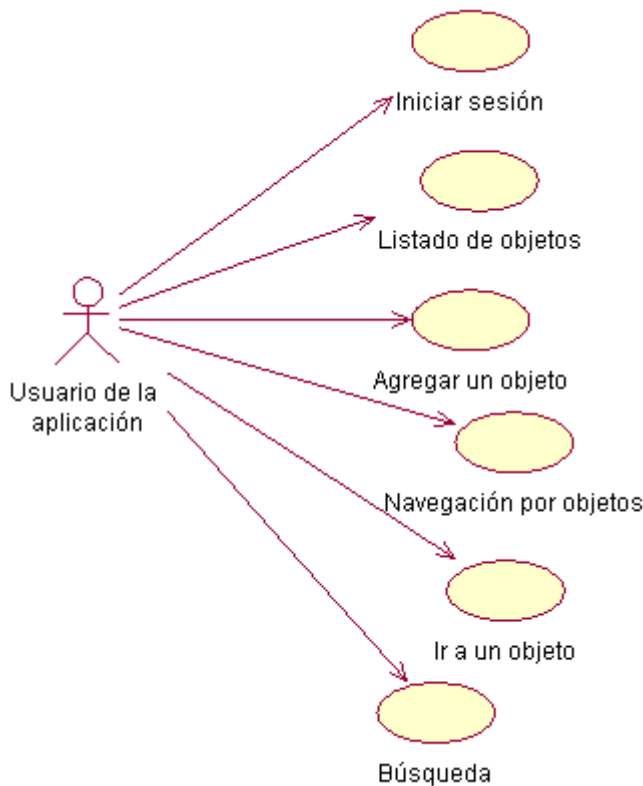 Iniciar sesión
Listado de objetos
Agregar un objeto
Usuario de la
aplicación
Navegación por objetos
Ir a un objeto
Búsqueda